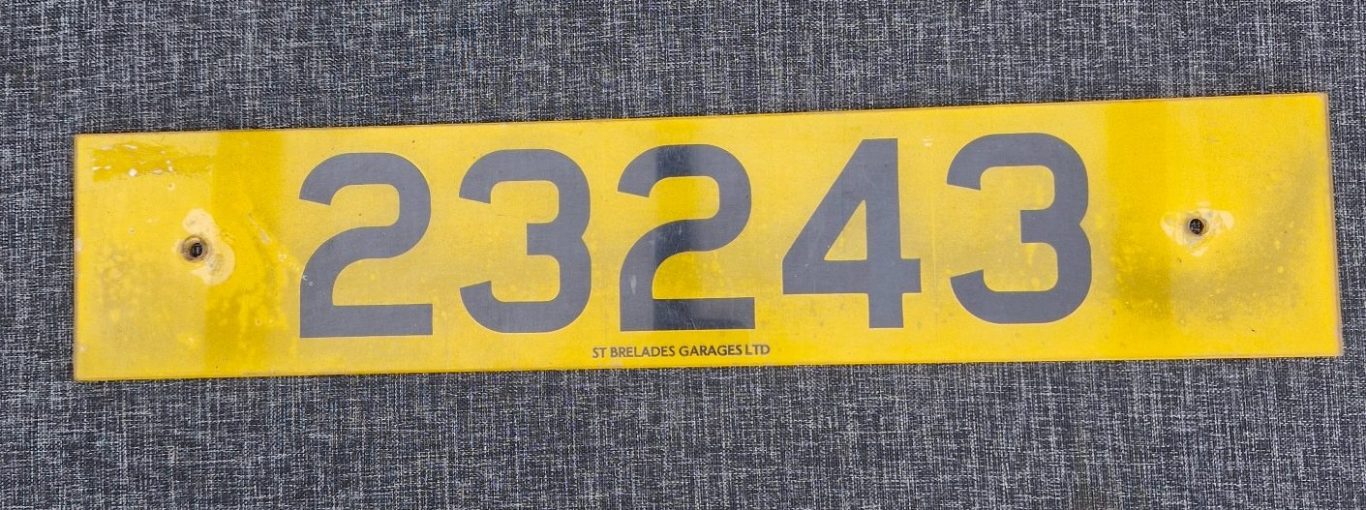 23243
ST BRELADES GARAGES LTD